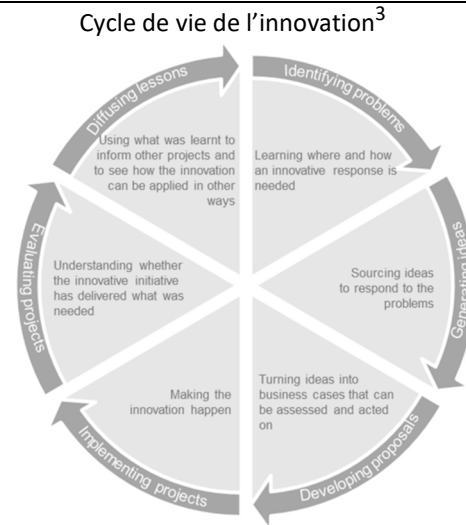 Cycle de vie de l’innovation3
Identifying problems
Learning where and how
an innovative response is
needed
Generating ideas
Sourcing ideas
to respond to the
problems
Developing proposals
Turning ideas into
business cases that can
be assessed and acted
on
Implementing projects
Making the
innovation happen
Evaluating projects
Understanding whether
the innovative initiative
has delivered what was
needed
Diffusing lessons
Using what was learnt to
inform other projects and
to see how the innovation
can be applied in other
ways